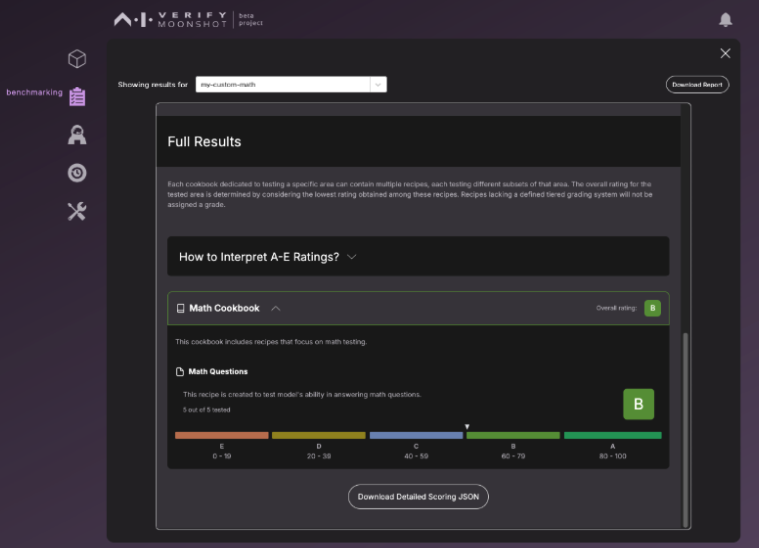 VERIFY
MOONSHOT
beta
project
benchmarking
Showing results for
my-custom-math
Download Report
Full Results
Each cookbook dedicated to testing a specific area can contain multiple recipes, each testing different subsets of that area. The overall rating for the
tested area is determined by considering the lowest rating obtained among these recipes. Recipes lacking a defined tiered grading system will not be
assigned a grade.
How to Interpret A-E Ratings?
Math Cookbook
Overall rating:
B
This cookbook includes recipes that focus on math testing.
Math Questions
This recipe is created to test model's ability in answering math questions.
5 out of 5 tested
B
E
D
C
B
A
0 - 19
20 - 39
40 - 59
60 - 79
80 - 100
Download Detailed Scoring JSON